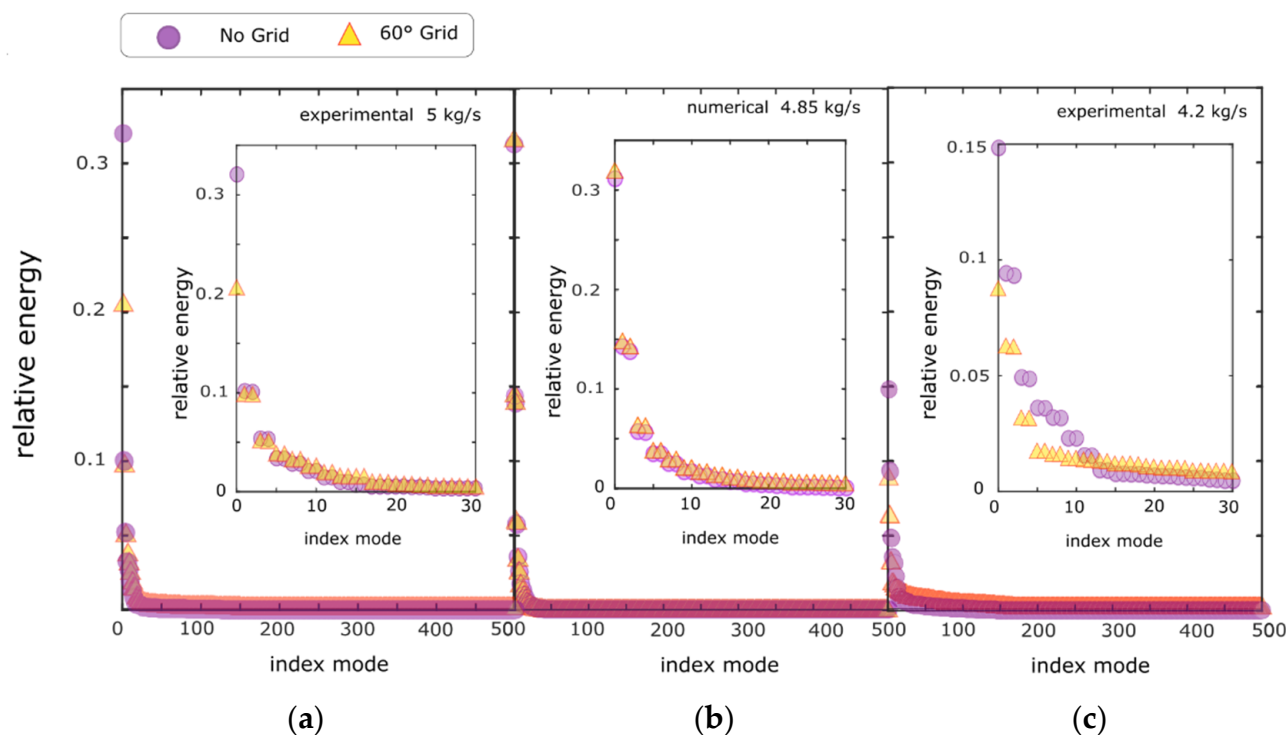 No Grid 60° Grid
relative energy
0.3
0.2
0.1
experimental 5 kg/s
relative energy
0.3
0.2
0.1
0
0 10 20 30
index mode
0 100 200 300 400 500
index mode
(a)
numerical 4.85 kg/s
relative energy
0.3
0.2
0.1
0
0 10 20 30
index mode
100 200 300 400 500
index mode
(b)
experimental 4.2 kg/s
relative energy
0.15
0.1
0.05
0
0 10 20 30
index mode
100 200 300 400 500
index mode
(c)